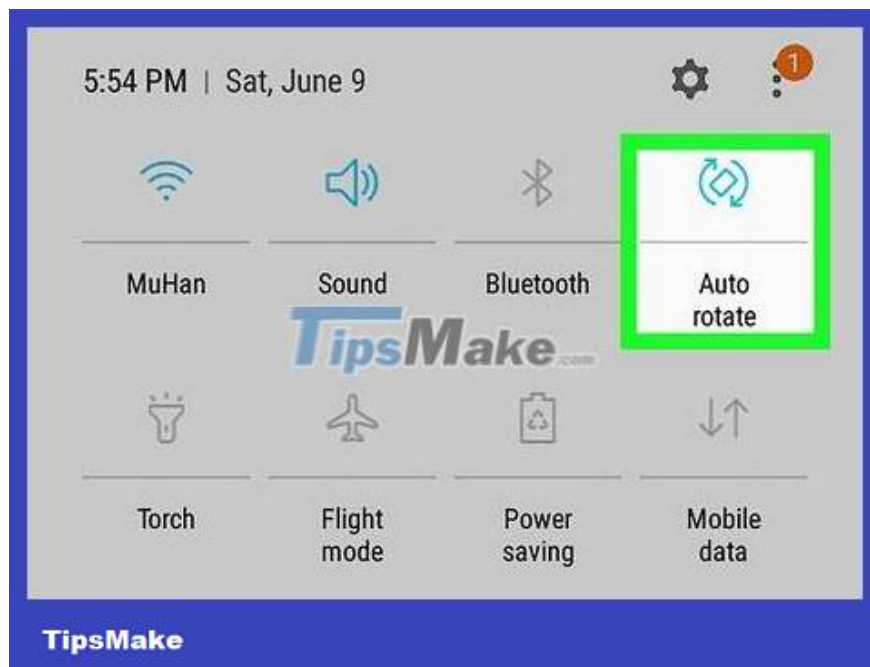 5:54 PM | Sat, June 9
1
MuHan
Sound
Bluetooth
Auto
rotate
TipsMake.com
Torch
Flight
mode
Power
saving
Mobile
data
TipsMake